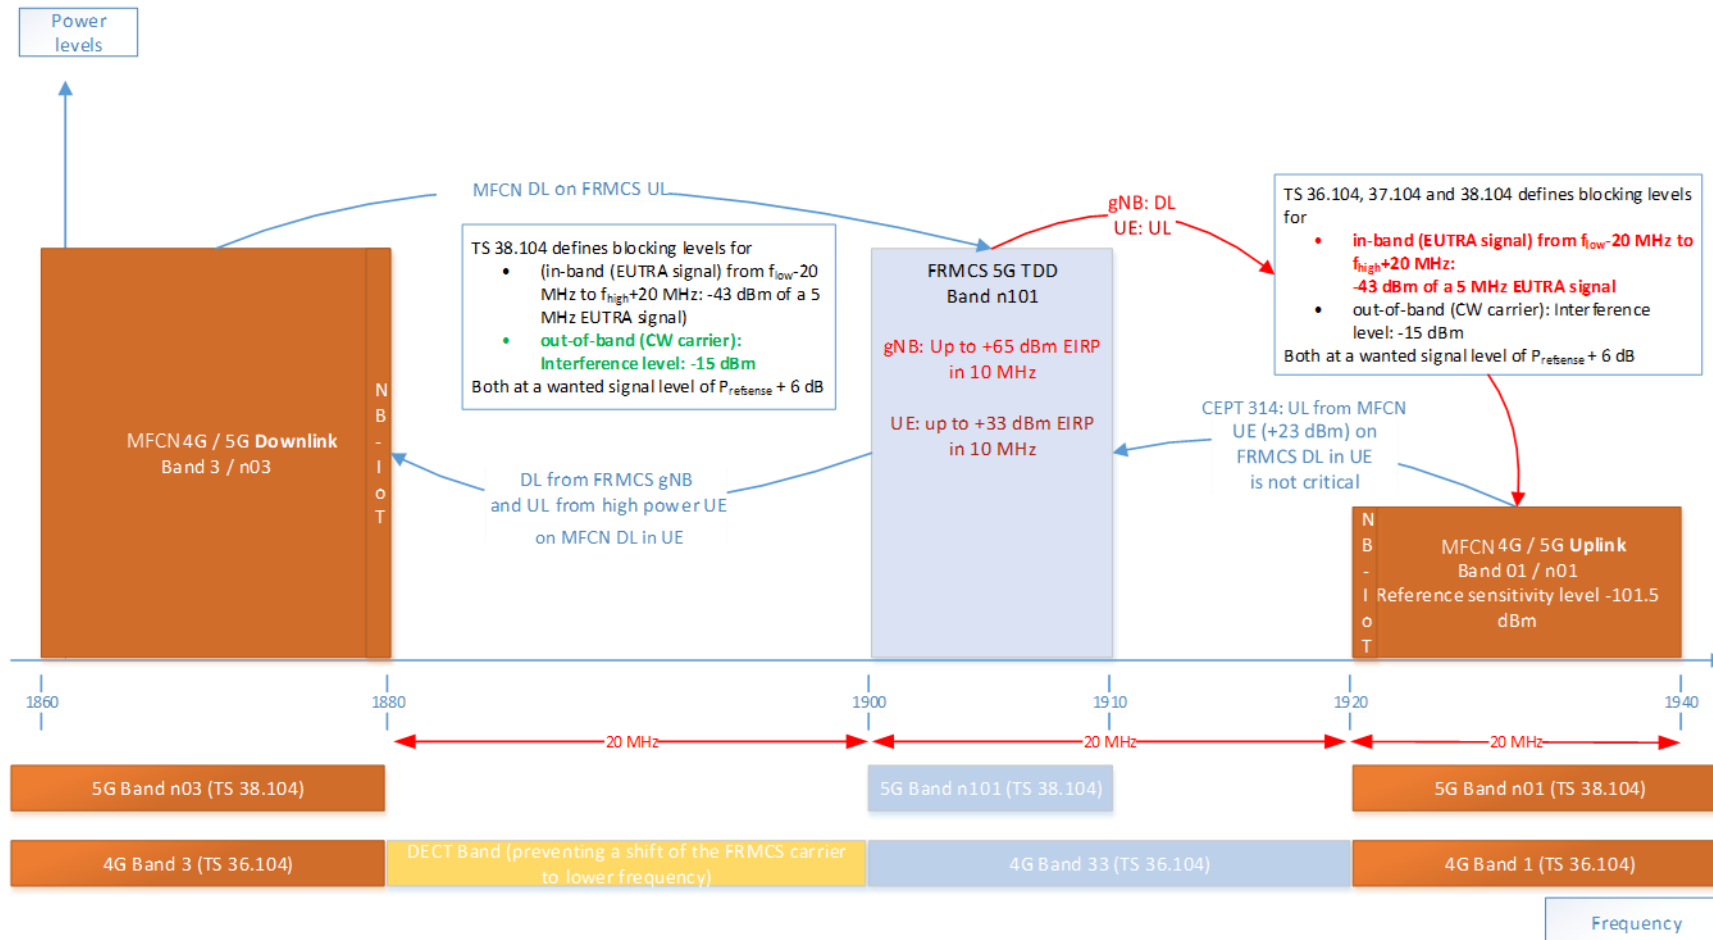 Power
levels
MFCN DL on FRMCS UL
gNB: DL
UE: UL
TS 38.104 defines blocking levels for
• (in-band (EUTRA signal) from flow-20
MHz to fhigh+20 MHz: -43 dBm of a 5
MHz EUTRA signal)
• out-of-band (CW carrier):
Interference level: -15 dBm
Both at a wanted signal level of Prefsense + 6 dB
TS 36.104, 37.104 and 38.104 defines blocking levels
for
• in-band (EUTRA signal) from flow-20 MHz to
fhigh+20 MHz:
-43 dBm of a 5 MHz EUTRA signal
• out-of-band (CW carrier): Interference
level: -15 dBm
Both at a wanted signal level of Prefsense + 6 dB
FRMCS 5G TDD
Band n101
gNB: Up to +65 dBm EIRP
in 10 MHz
UE: up to +33 dBm EIRP
in 10 MHz
MFCN 4G / 5G Downlink
Band 3 / n03
NB-IoT
DL from FRMCS gNB
and UL from high power UE
on MFCN DL in UE
CEPT 314: UL from MFCN
UE (+23 dBm) on
FRMCS DL in UE
is not critical
NB-IoT
MFCN 4G / 5G Uplink
Band 01 / n01
Reference sensitivity level -101.5
dBm
1860
1880
1900
1910
1920
1940
20 MHz
20 MHz
20 MHz
5G Band n03 (TS 38.104)
5G Band n101 (TS 38.104)
5G Band n01 (TS 38.104)
4G Band 3 (TS 36.104)
DECT Band (preventing a shift of the FRMCS carrier
to lower frequency)
4G Band 33 (TS 36.104)
4G Band 1 (TS 36.104)
Frequency